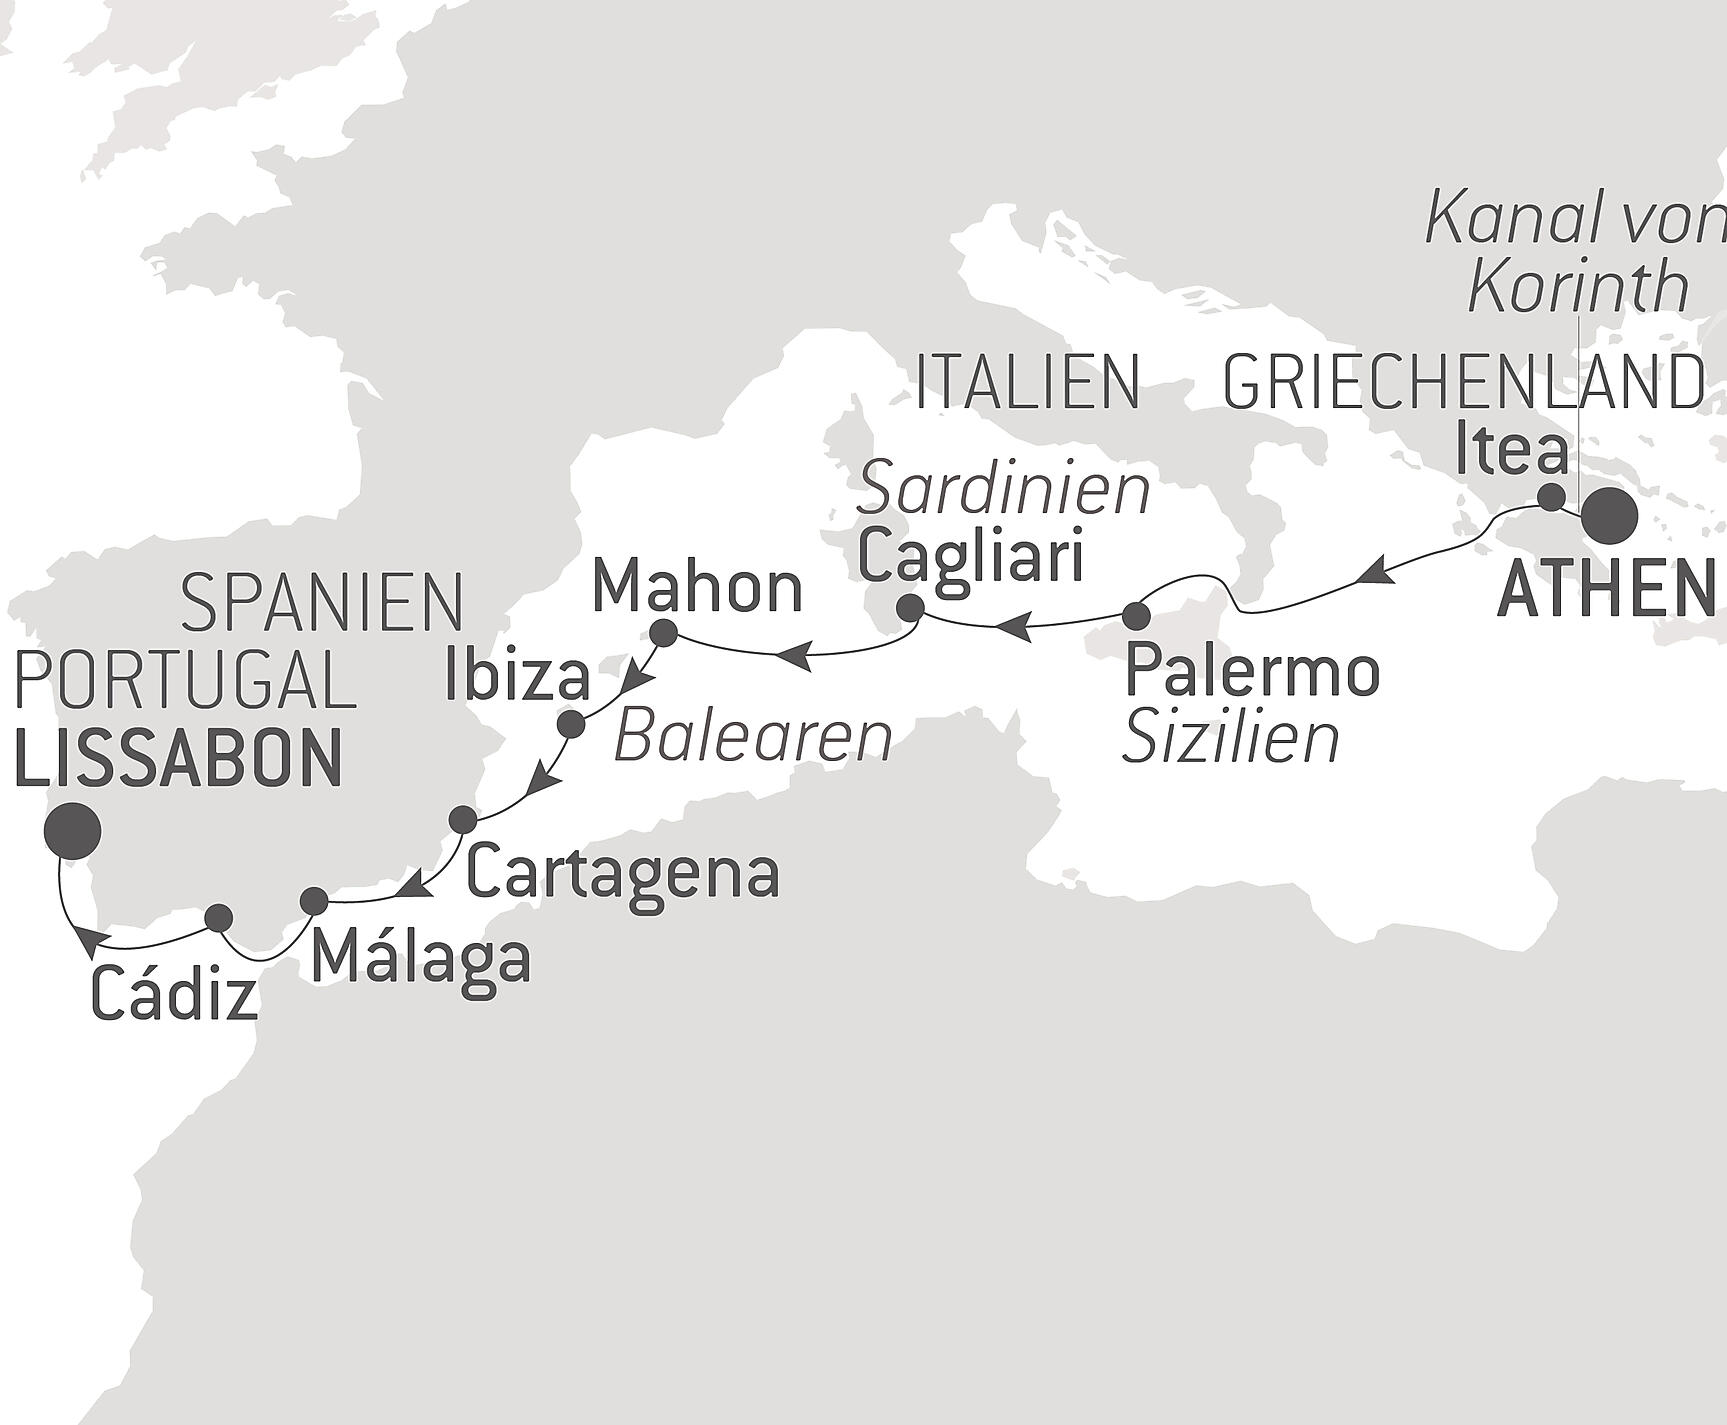 Kanal von
Korinth
ITALIEN
GRIECHENLAND
Itea
Sardinien
Cagliari
ATHEN
Mahon
SPANIEN
Ibiza
PORTUGAL
Palermo
Balearen
Sizilien
LISSABON
Cartagena
Málaga
Cádiz